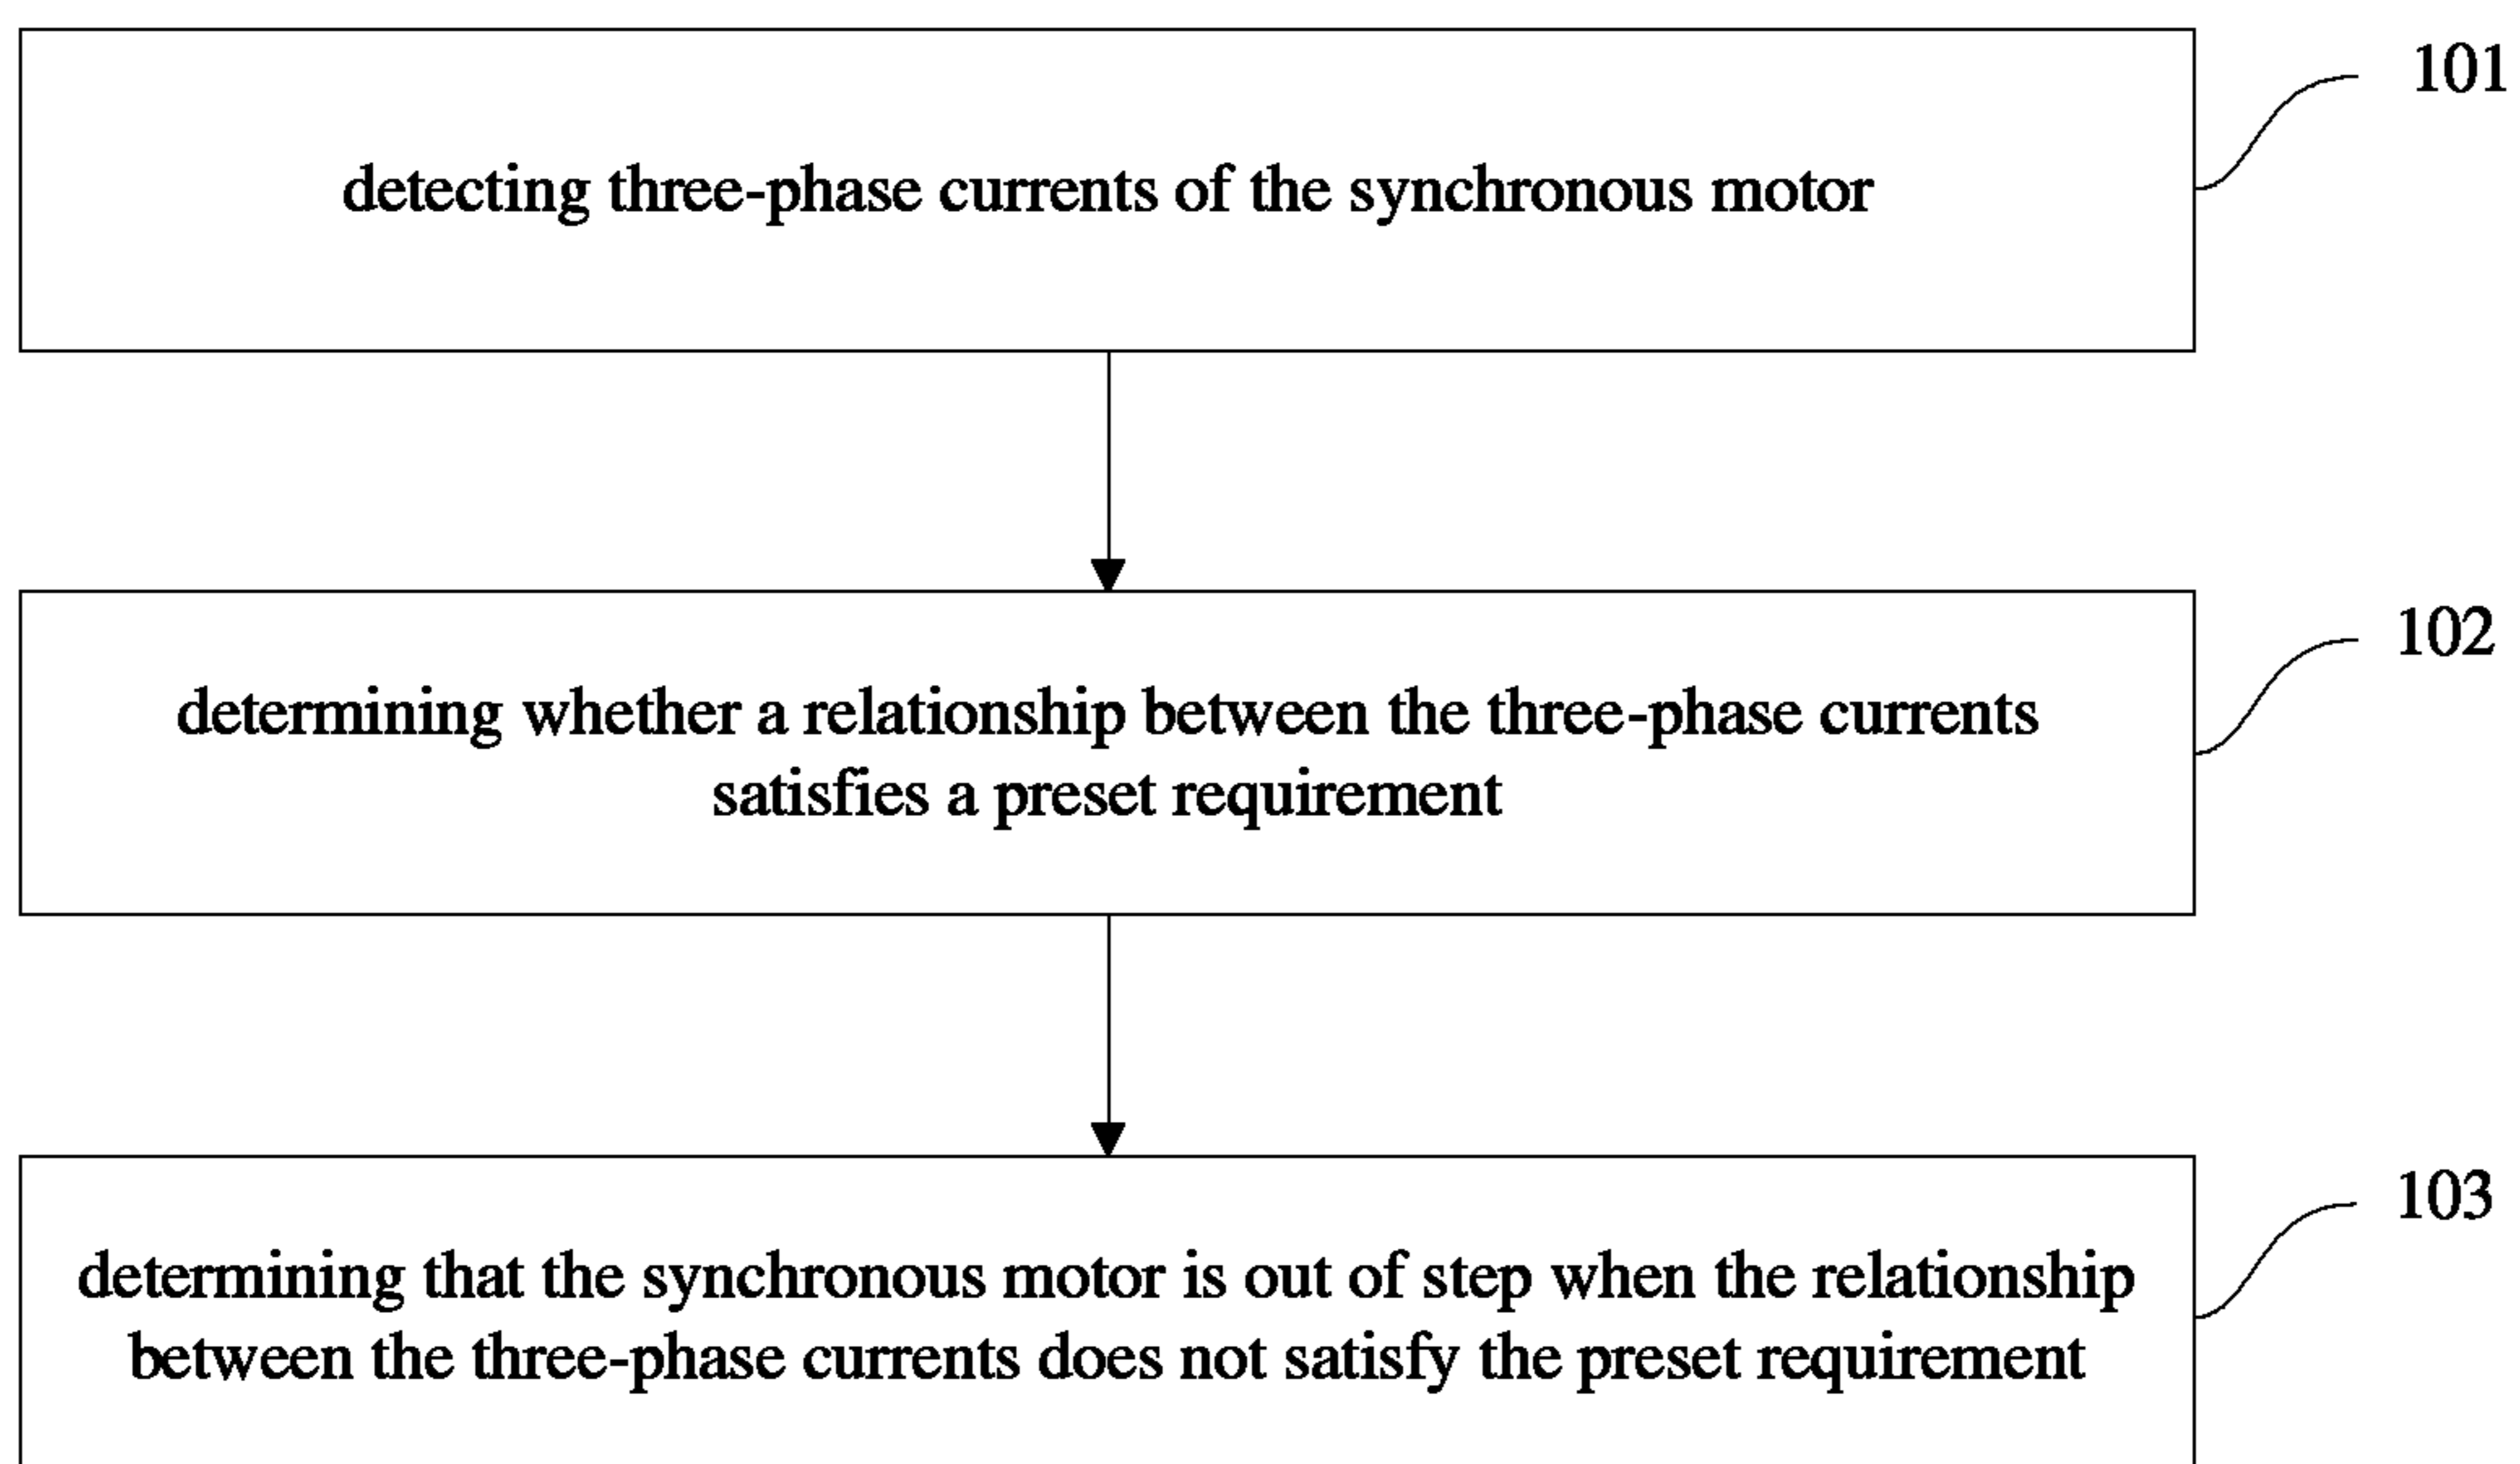 101
detecting three-phase currents of the synchronous motor
102
determining whether a relationship between the three-phase currents
satisfies a preset requirement
103
determining that the synchronous motor is out of step when the relationship
between the three-phase currents does not satisfy the preset requirement